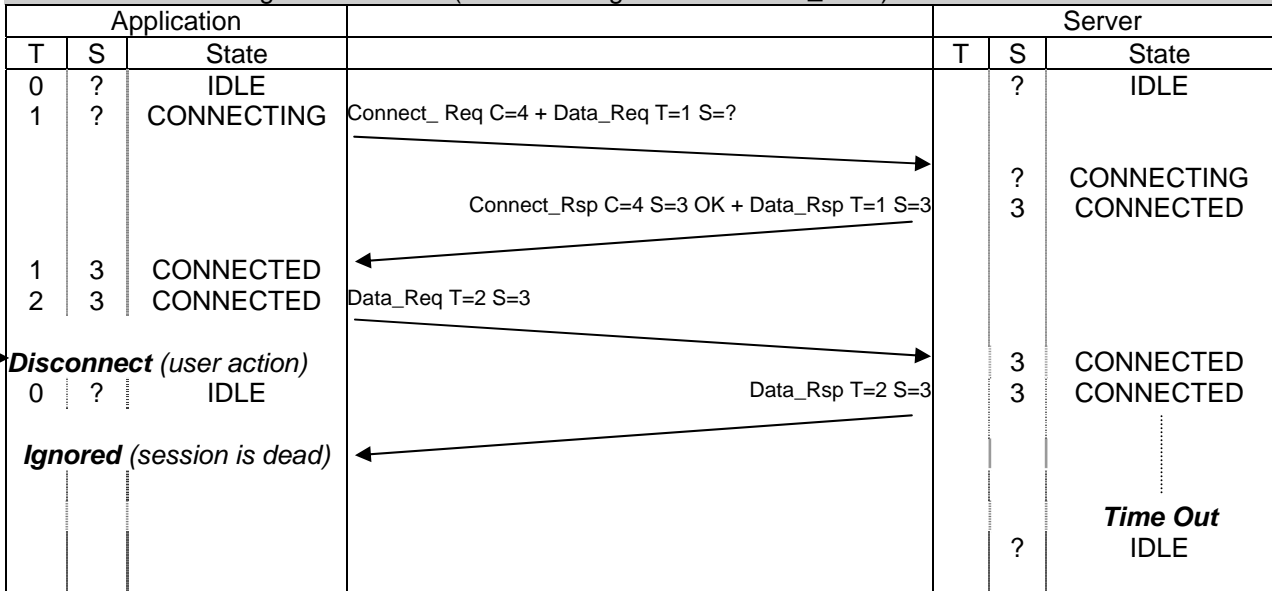 Application Server
T S State T S State
0 ? IDLE ? IDLE
1 ? CONNECTING Connect_ Req C=4 + Data_Req T=1 S=?
? CONNECTING
Connect_Rsp C=4 S=3 OK + Data_Rsp T=1 S=3 3 CONNECTED
1 3 CONNECTED
2 3 CONNECTED Data_Req T=2 S=3
Disconnect (user action) 3 CONNECTED
0 ? IDLE Data_Rsp T=2 S=3 3 CONNECTED
Ignored (session is dead)
Time Out
? IDLE